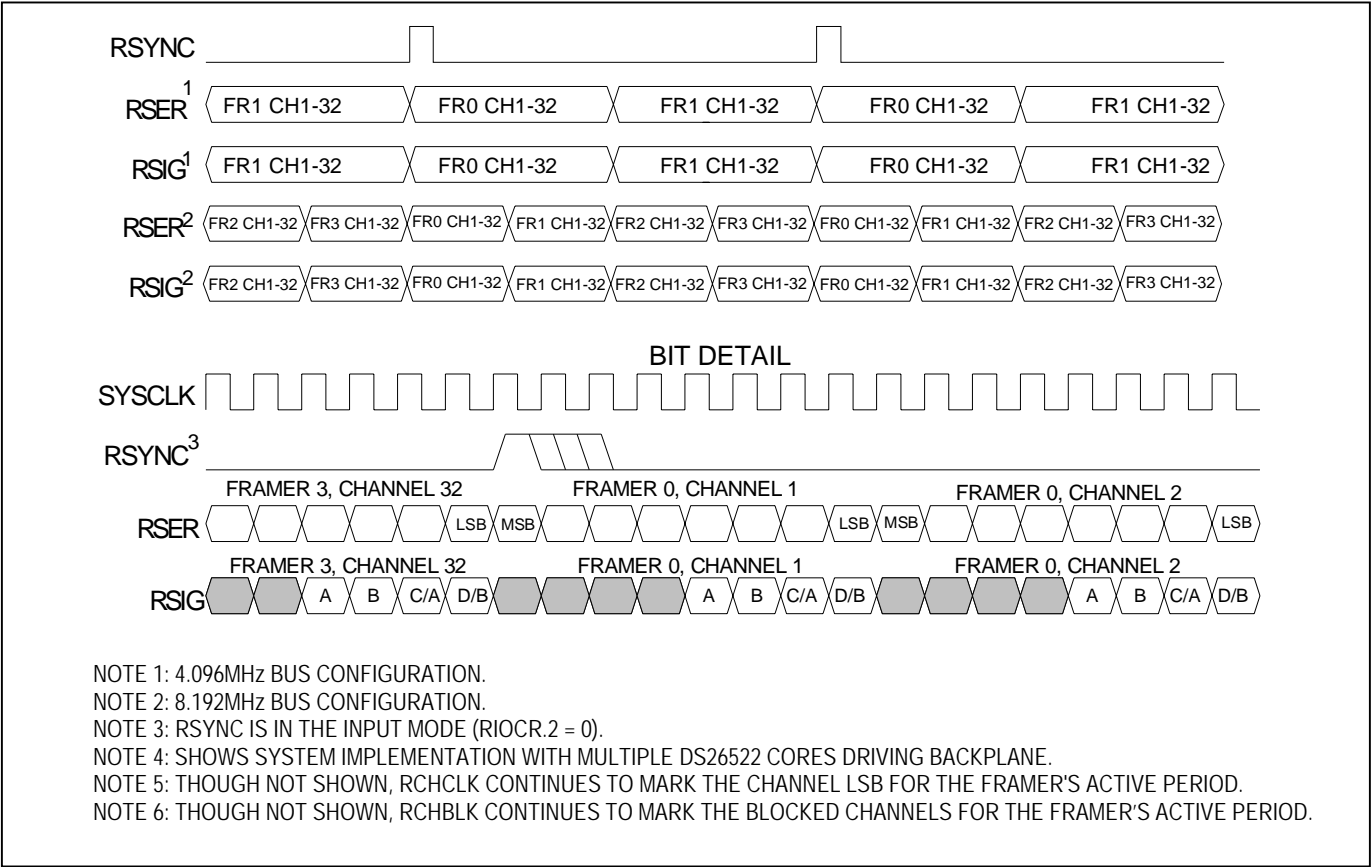 RSYNC
RSER1 FR1 CH1-32 FR0 CH1-32 FR1 CH1-32 FR0 CH1-32 FR1 CH1-32
RSIG1 FR1 CH1-32 FR0 CH1-32 FR1 CH1-32 FR0 CH1-32 FR1 CH1-32
RSER2 FR2 CH1-32 FR3 CH1-32 FR0 CH1-32 FR1 CH1-32 FR2 CH1-32 FR3 CH1-32 FR0 CH1-32 FR1 CH1-32 FR2 CH1-32 FR3 CH1-32
RSIG2 FR2 CH1-32 FR3 CH1-32 FR0 CH1-32 FR1 CH1-32 FR2 CH1-32 FR3 CH1-32 FR0 CH1-32 FR1 CH1-32 FR2 CH1-32 FR3 CH1-32
BIT DETAIL
SYSCLK
RSYNC3
FRAMER 3, CHANNEL 32 FRAMER 0, CHANNEL 1 FRAMER 0, CHANNEL 2
RSER LSB MSB LSB MSB LSB
FRAMER 3, CHANNEL 32 FRAMER 0, CHANNEL 1 FRAMER 0, CHANNEL 2
RSIG A B C/A D/B A B C/A D/B A B C/A D/B
NOTE 1: 4.096MHz BUS CONFIGURATION.
NOTE 2: 8.192MHz BUS CONFIGURATION.
NOTE 3: RSYNC IS IN THE INPUT MODE (RIOCR.2 = 0).
NOTE 4: SHOWS SYSTEM IMPLEMENTATION WITH MULTIPLE DS26522 CORES DRIVING BACKPLANE.
NOTE 5: THOUGH NOT SHOWN, RCHCLK CONTINUES TO MARK THE CHANNEL LSB FOR THE FRAMER'S ACTIVE PERIOD.
NOTE 6: THOUGH NOT SHOWN, RCHBLK CONTINUES TO MARK THE BLOCKED CHANNELS FOR THE FRAMER’S ACTIVE PERIOD.